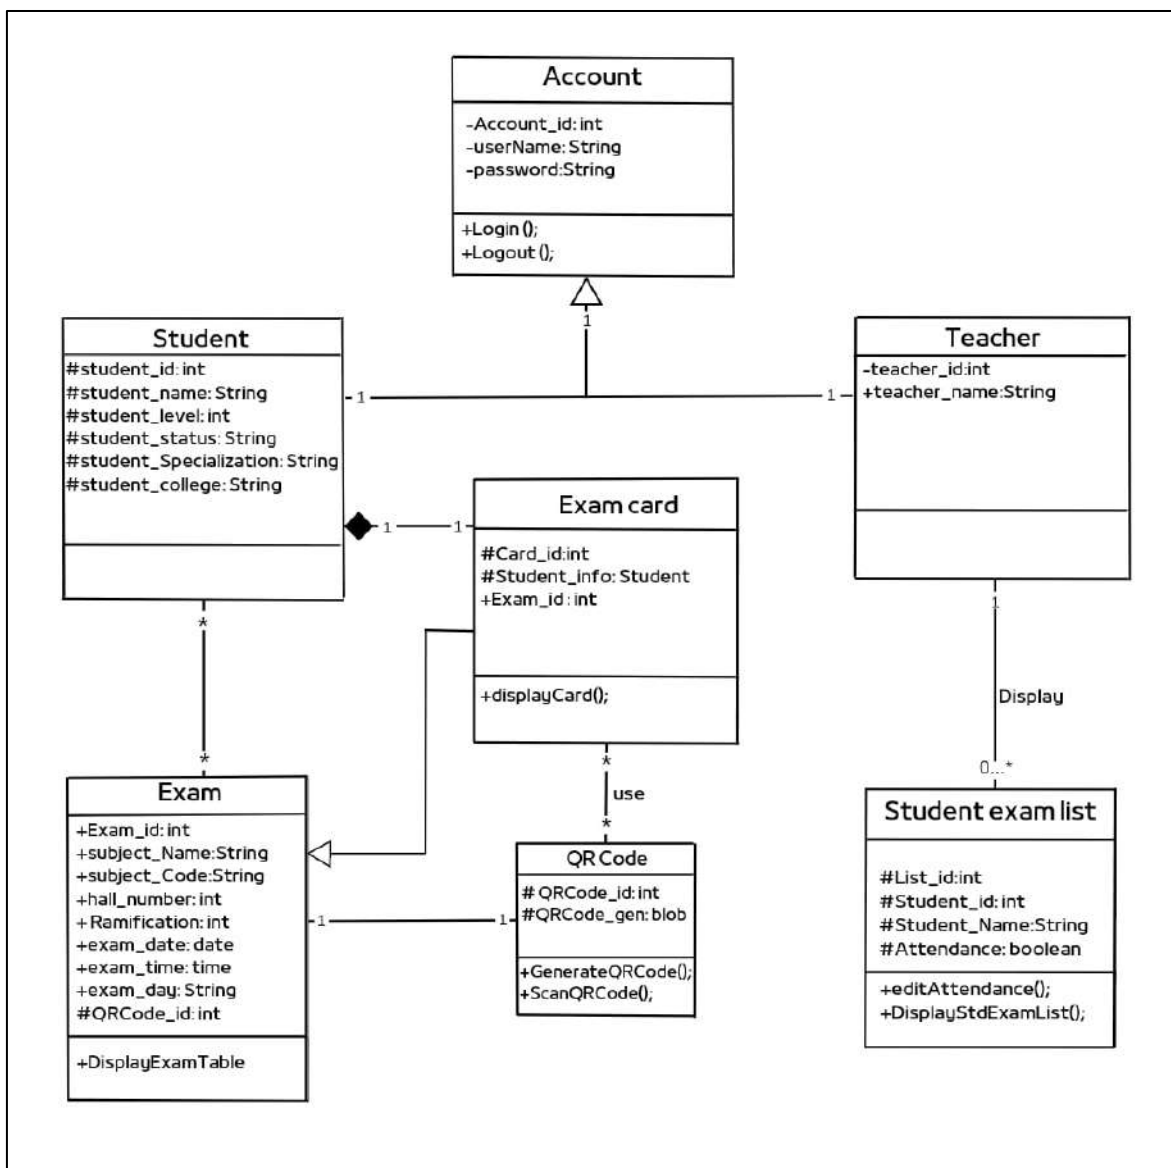 Account
-Account_id: int
-userName: String
-password:String
+Login ();
+Logout ();
1
Student
#student_id: int
#student_name: String
#student_level: int
#student_status: String
#student_Specialization: String
#student_college: String
1
1
Teacher
-teacher_id:int
+teacher_name:String
1
1
Exam card
#Card_id:int
#Student_info: Student
+Exam_id: int
+displayCard();
1
Display
0...*
*
*
*
use
*
Exam
+Exam_id: int
+subject_Name:String
+subject_Code:String
+hall_number: int
+Ramification: int
+exam_date: date
+exam_time: time
+exam_day: String
#QRCode_id: int
+DisplayExamTable
1
1
QR Code
# QRCode_id: int
#QRCode_gen: blob
+GenerateQRCode();
+ScanQRCode();
Student exam list
#List_id:int
#Student_id: int
#Student_Name:String
#Attendance: boolean
+editAttendance();
+DisplayStdExamList();